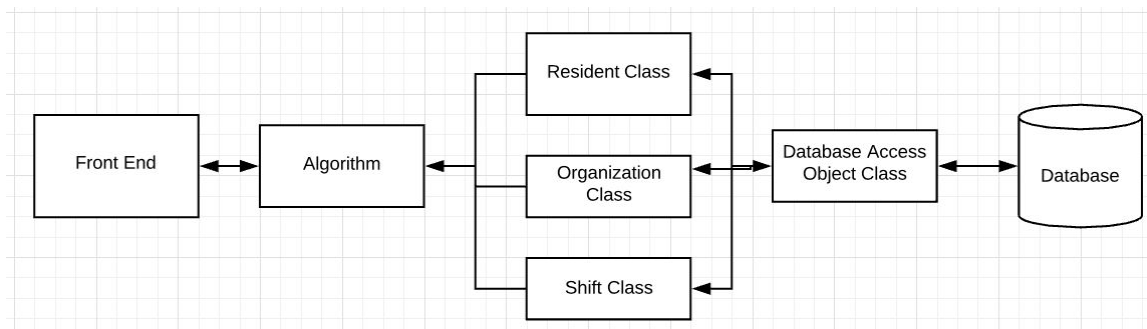 Front End
Algorithm
Resident Class
Organization
Class
Shift Class
Database Access
Object Class
Database